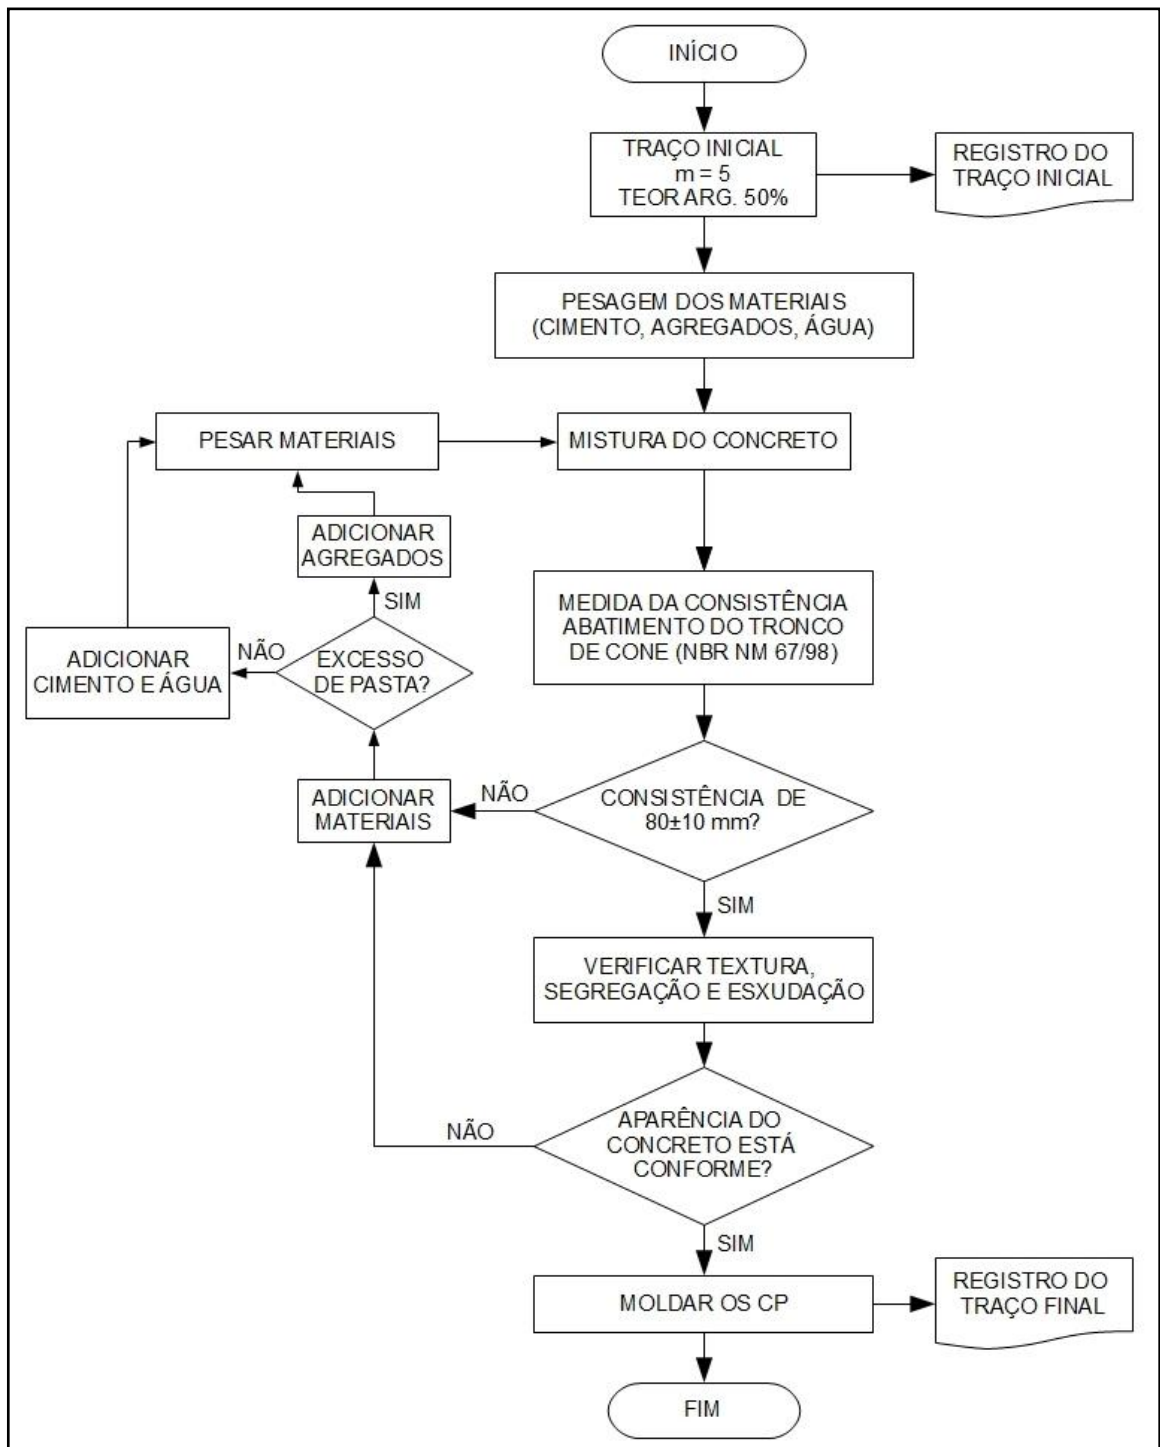 INÍCIO
TRAÇO INICIAL
m = 5
TEOR ARG. 50%
REGISTRO DO
TRAÇO INICIAL
PESAGEM DOS MATERIAIS
(CIMENTO, AGREGADOS, ÁGUA)
PESAR MATERIAIS
MISTURA DO CONCRETO
ADICIONAR
AGREGADOS
SIM
MEDIDA DA CONSISTÊNCIA
ABATIMENTO DO TRONCO
DE CONE (NBR NM 67/98)
ADICIONAR
CIMENTO E ÁGUA
NÃO
EXCESSO
DE PASTA?
ADICIONAR
MATERIAIS
NÃO
CONSISTÊNCIA DE
80±10 mm?
SIM
VERIFICAR TEXTURA,
SEGREGAÇÃO E ESXUDAÇÃO
NÃO
APARÊNCIA DO
CONCRETO ESTÁ
CONFORME?
SIM
MOLDAR OS CP
REGISTRO DO
TRAÇO FINAL
FIM